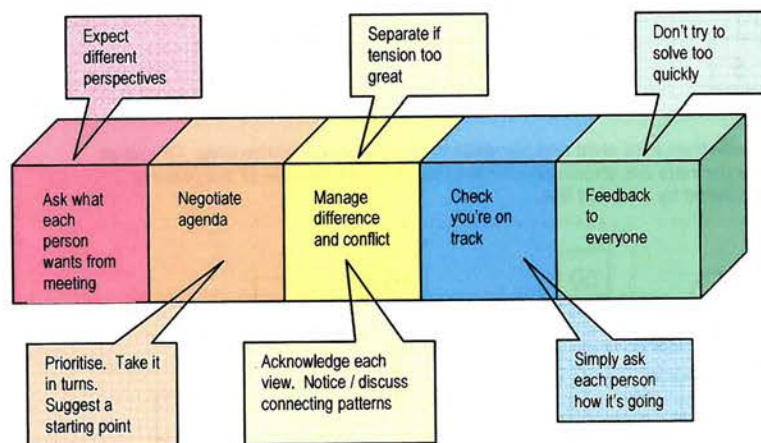 Expect
different
perspectives
Separate if
tension too
great
Don't try to
solve too
quickly
Ask what
each
person
wants from
meeting
Negotiate
agenda
Manage
difference
and conflict
Check
you're on
track
Feedback
to
everyone
Prioritise. Take it
in turns.
Suggest a
starting point
Acknowledge each
view. Notice / discuss
connecting patterns
Simply ask
each person
how it's going